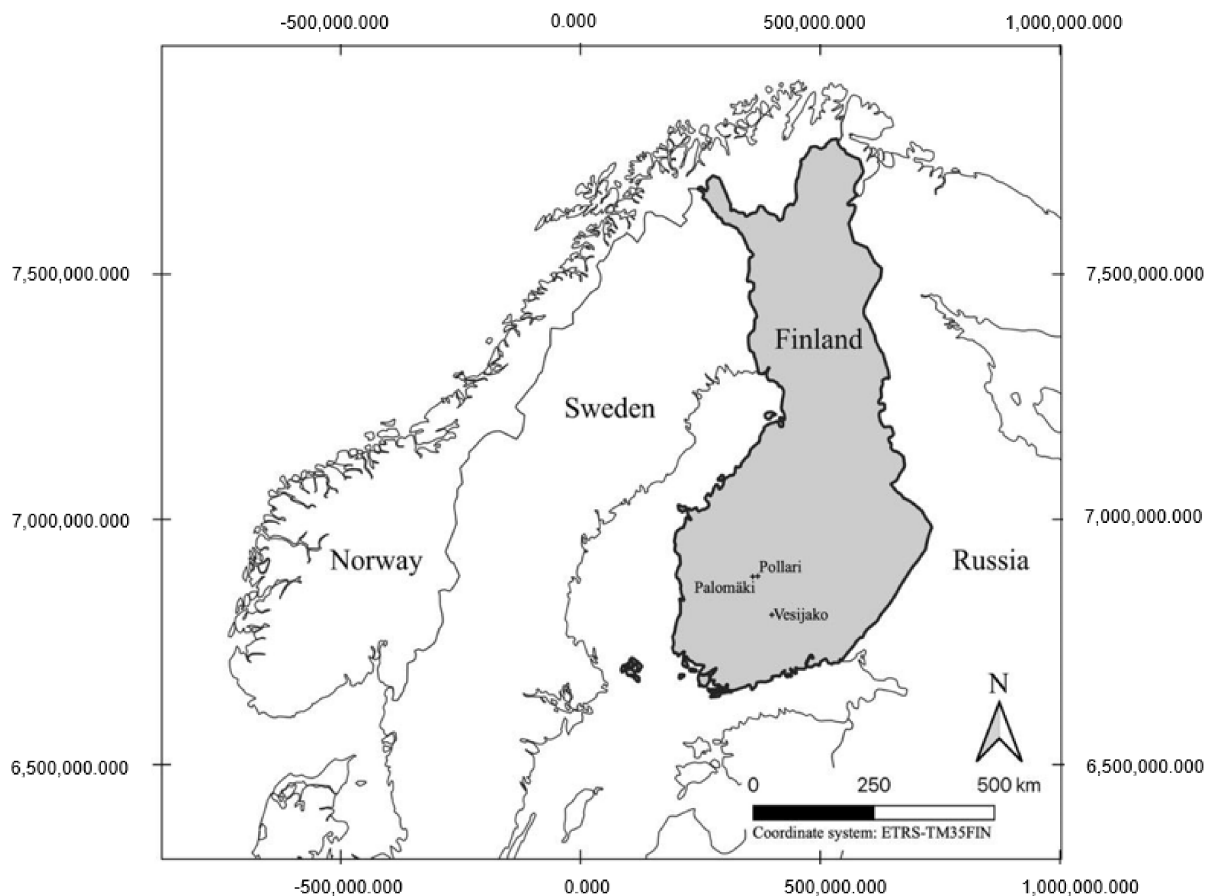 -500,000.000 0.000 500,000.000 1,000,000.000
7,500,000.000 7,500,000.000
Finland
Sweden
7,000,000.000 7,000,000.000
Norway
Pollari
Russia
Palomäki
Vesijako
N
6,500,000.000 6,500,000.000
0 250 500 km
Coordinate system: ETRS-TM35FIN
-500,000.000 0.000 500,000.000 1,000,000.000